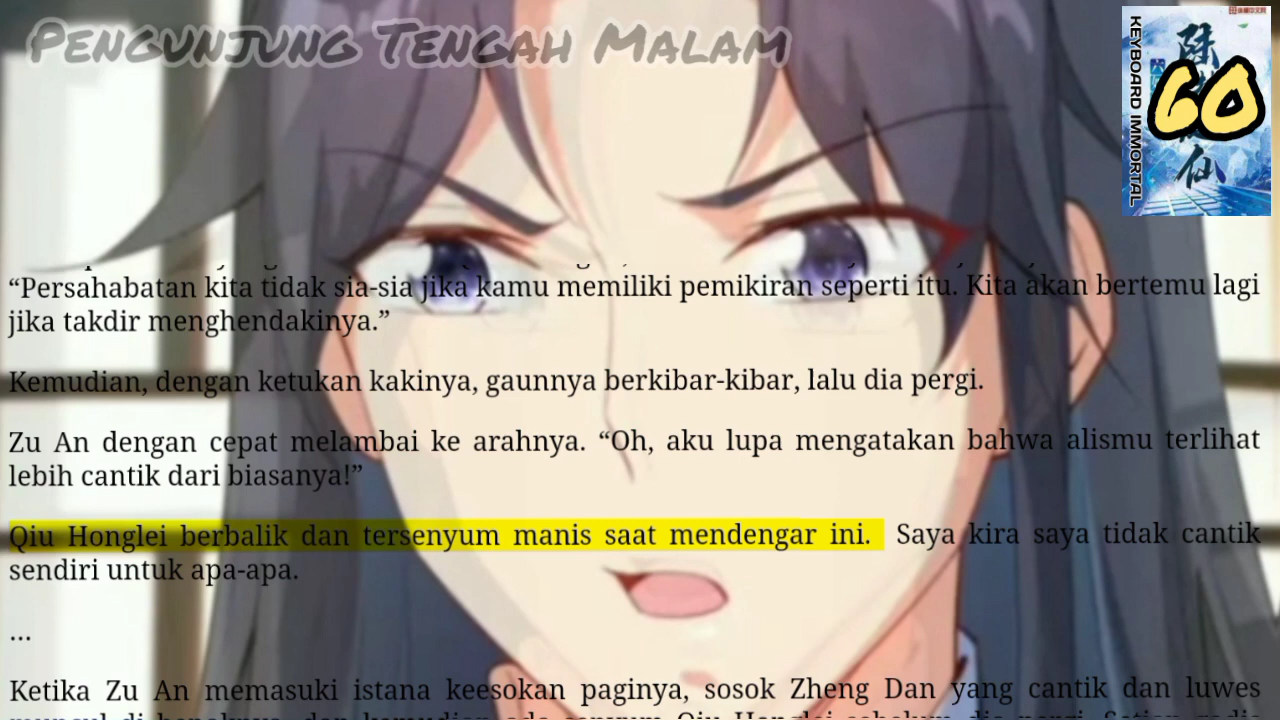 Pengunjung Tengah Malam
KEYBOARD IMMORTAL
60
“Persahabatan kita tidak sia-sia jika kamu memiliki pemikiran seperti itu. Kita akan bertemu lagi
jika takdir menghendakinya.”
Kemudian, dengan ketukan kakinya, gaunnya berkibar-kibar, lalu dia pergi.
Zu An dengan cepat melambai ke arahnya. “Oh, aku lupa mengatakan bahwa alismu terlihat
lebih cantik dari biasanya!”
Qiu Honglei berbalik dan tersenyum manis saat mendengar ini. Saya kira saya tidak cantik
sendiri untuk apa-apa.
...
Ketika Zu An memasuki istana keesokan paginya, sosok Zheng Dan yang cantik dan luwes